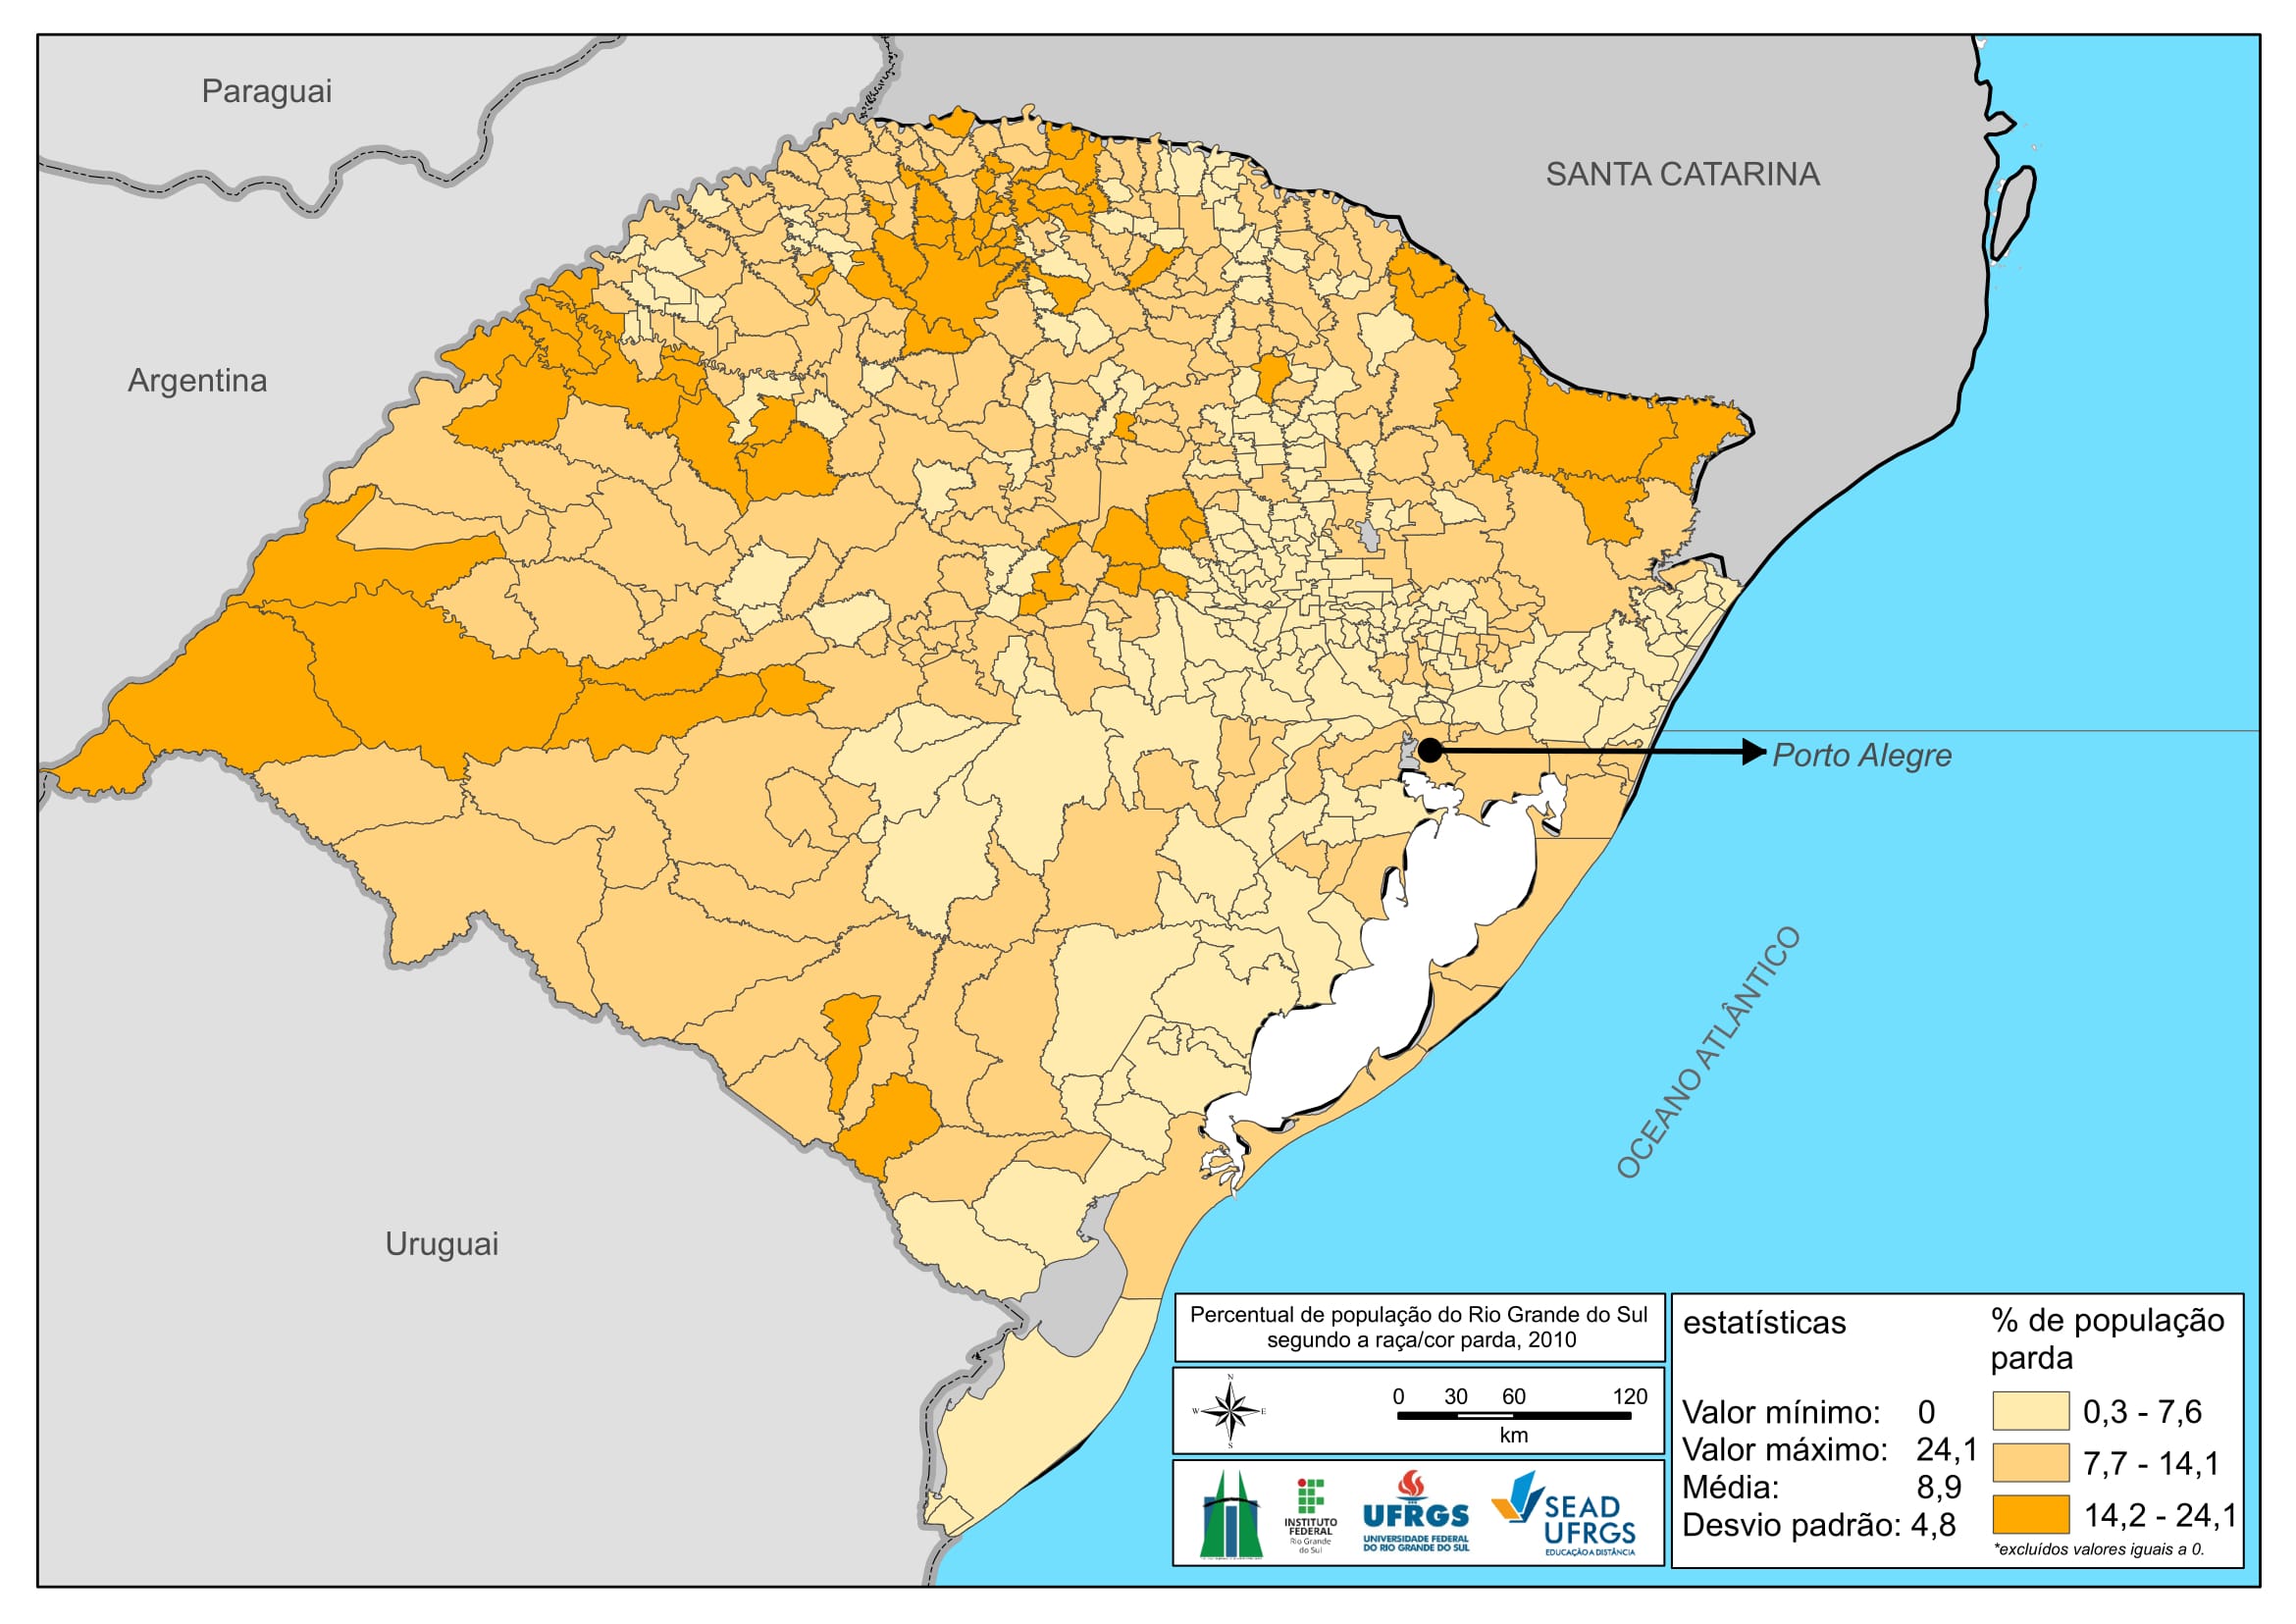 Paraguai
SANTA CATARINA
Argentina
Porto Alegre
OCEANO ATLÂNTICO
Uruguai
Percentual de população do Rio Grande do Sul
segundo a raça/cor parda, 2010
N
W E
S
0 30 60 120
km
INSTITUTO
FEDERAL
Rio Grande
do Sul
UFRGS
UNIVERSIDADE FEDERAL
DO RIO GRANDE DO SUL
SEAD
UFRGS
EDUCAÇÃO A DISTÂNCIA
estatísticas
Valor mínimo: 0
Valor máximo: 24,1
Média: 8,9
Desvio padrão: 4,8
% de população
parda
0,3 - 7,6
7,7 - 14,1
14,2 - 24,1
*excluídos valores iguais a 0.